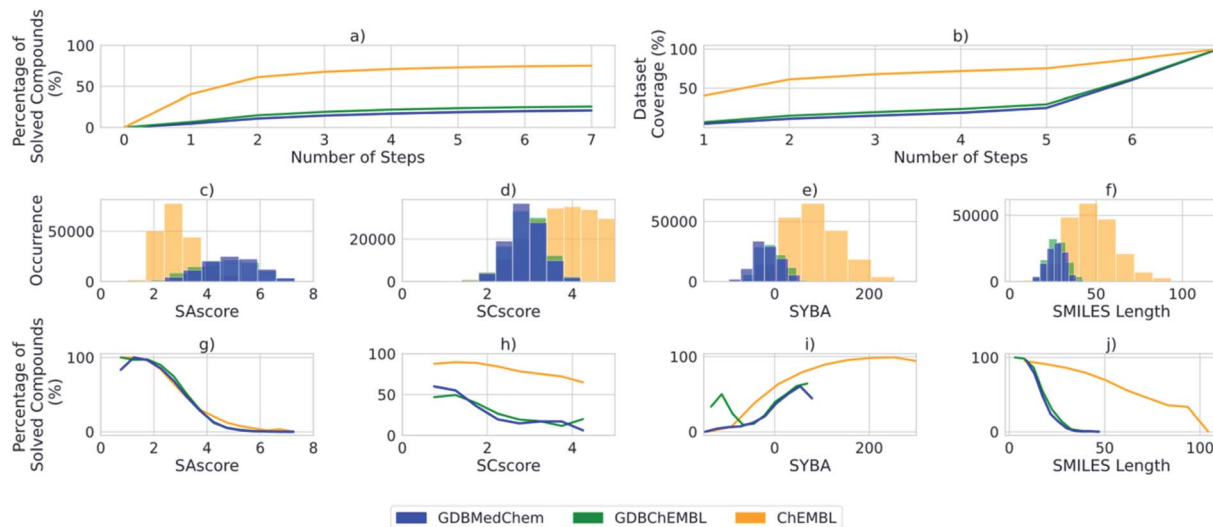 a)
Percentage of
Solved Compounds
(%)
100
50
0
0 1 2 3 4 5 6 7
Number of Steps
b)
Dataset
Coverage (%)
100
50
1 2 3 4 5 6
Number of Steps
c)
Occurrence
50000
0
0 2 4 6 8
SAscore
d)
20000
0
2 4
SCscore
e)
50000
0
0 200
SYBA
f)
50000
0
0 50 100
SMILES Length
g)
Percentage of
Solved Compounds
(%)
100
0
0 2 4 6 8
SAscore
h)
100
50
0
0 2 4
SCscore
i)
100
50
0
0 200
SYBA
j)
100
0
0 50 100
SMILES Length
GDBMedChem GDBChEMBL ChEMBL